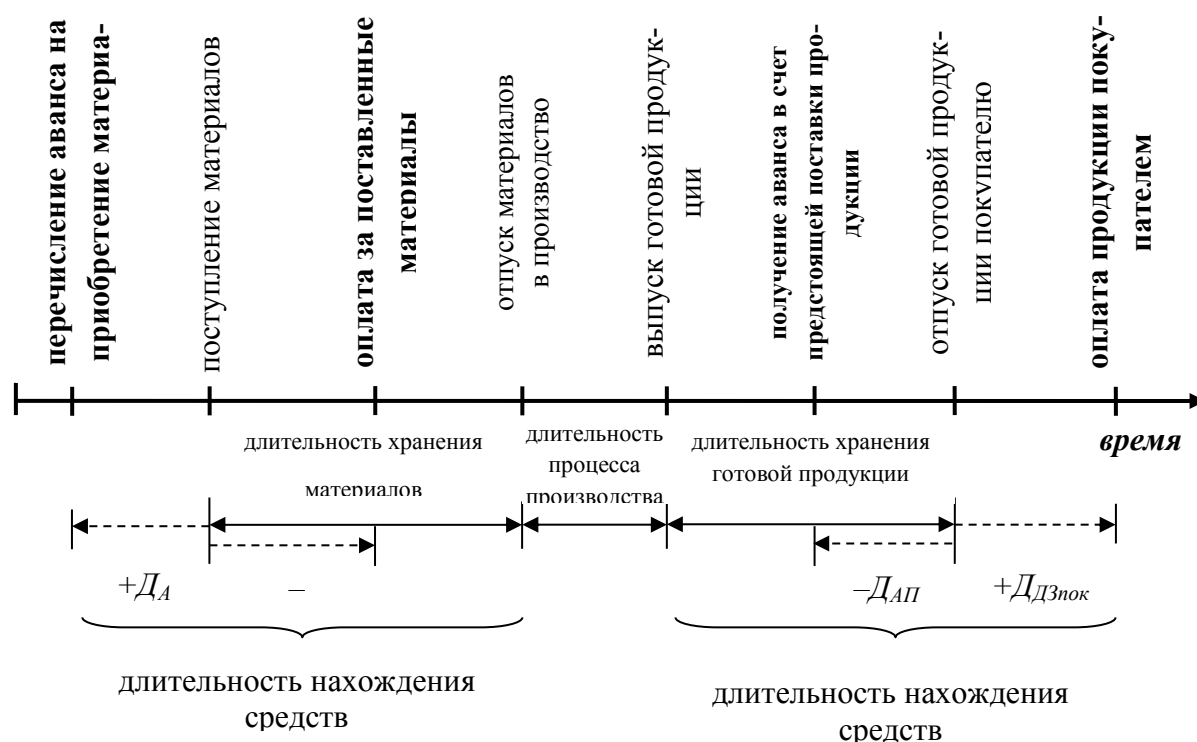 перечисление аванса на
приобретение материа-
поступление материалов
оплата за поставленные
материалы
отпуск материалов
в производство
выпуск готовой продук-
ции
получение аванса в счет
предстоящей поставки про-
дукции
отпуск готовой продук-
ции покупателю
оплата продукции поку-
пателем
время
длительность хранения
материалов
длительность
процесса
производства
длительность хранения
готовой продукции
+ДА
–
–ДАП
+ДДЗпок
длительность нахождения
средств
длительность нахождения
средств